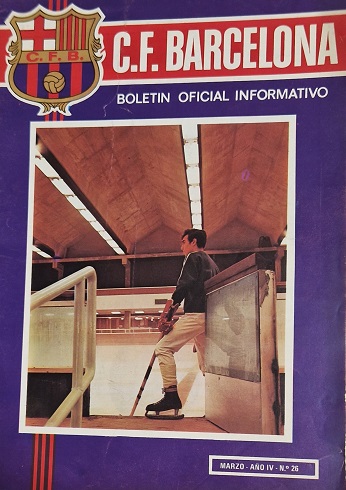 C.F. BARCELONA
C. F. B.
BOLETIN OFICIAL INFORMATIVO
MARZO - AÑO IV - N.º 26